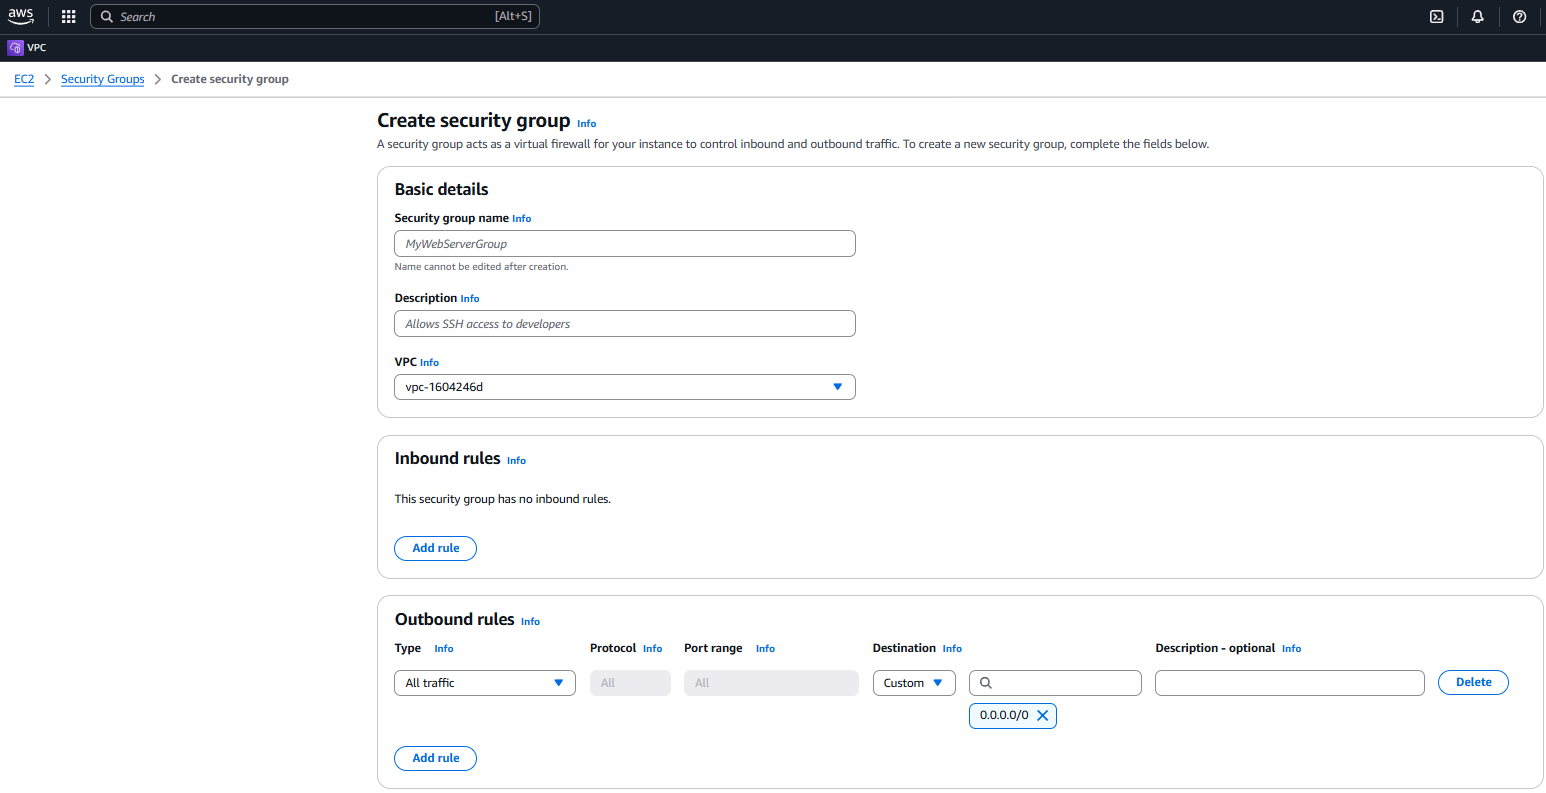 aws Search [Alt+S]
VPC
EC2 > Security Groups > Create security group
Create security group Info
A security group acts as a virtual firewall for your instance to control inbound and outbound traffic. To create a new security group, complete the fields below.
Basic details
Security group name Info
MyWebServerGroup
Name cannot be edited after creation.
Description Info
Allows SSH access to developers
VPC Info
vpc-1604246d
Inbound rules Info
This security group has no inbound rules.
Add rule
Outbound rules Info
Type Info Protocol Info Port range Info Destination Info Description - optional Info
All traffic All All Custom Delete
0.0.0.0/0
Add rule